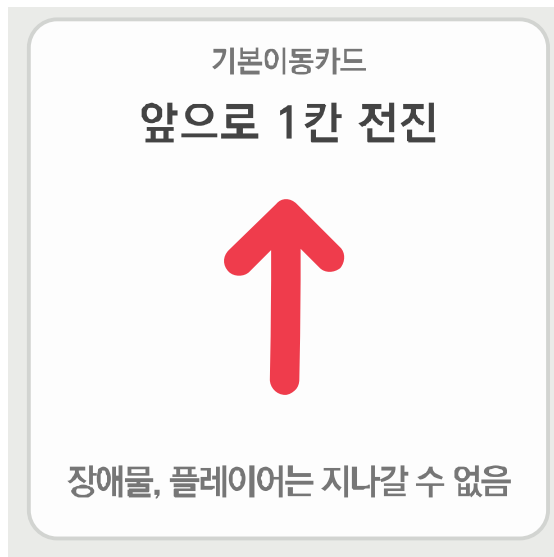 기본이동카드
앞으로 1칸 전진
장애물, 플레이어는 지나갈 수 없음